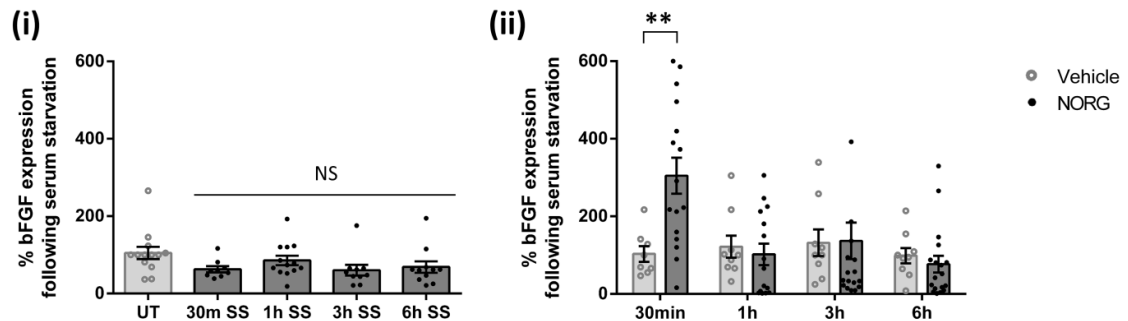 (i)
% bFGF expression
following serum starvation
600
400
200
0
NS
UT 30m SS 1h SS 3h SS 6h SS
(ii)
% bFGF expression
following serum starvation
600
400
200
0
**
30min 1h 3h 6h
Vehicle
NORG